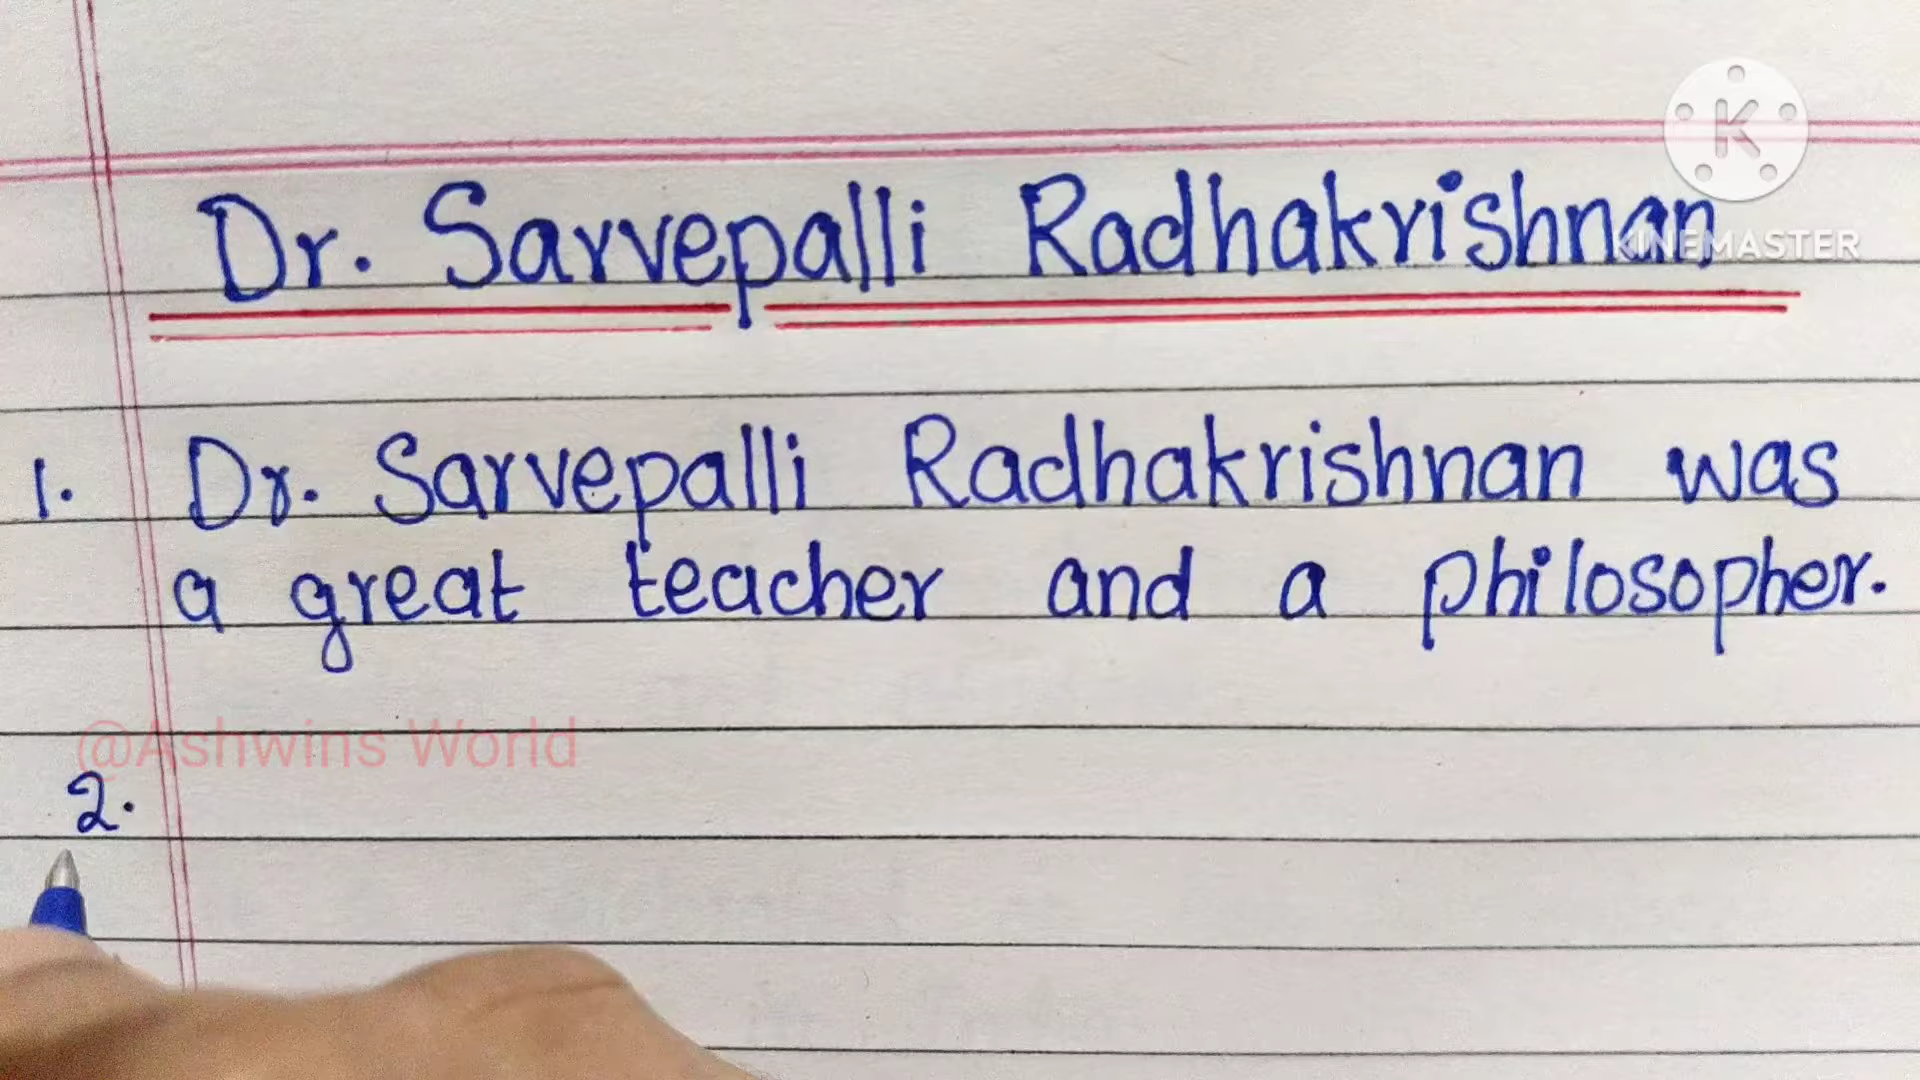 Dr. Sarvepalli Radhakrishnan
KINEMASTER
1. Dr. Sarvepalli Radhakrishnan was
a great teacher and a philosopher.
@Ashwins World
2.